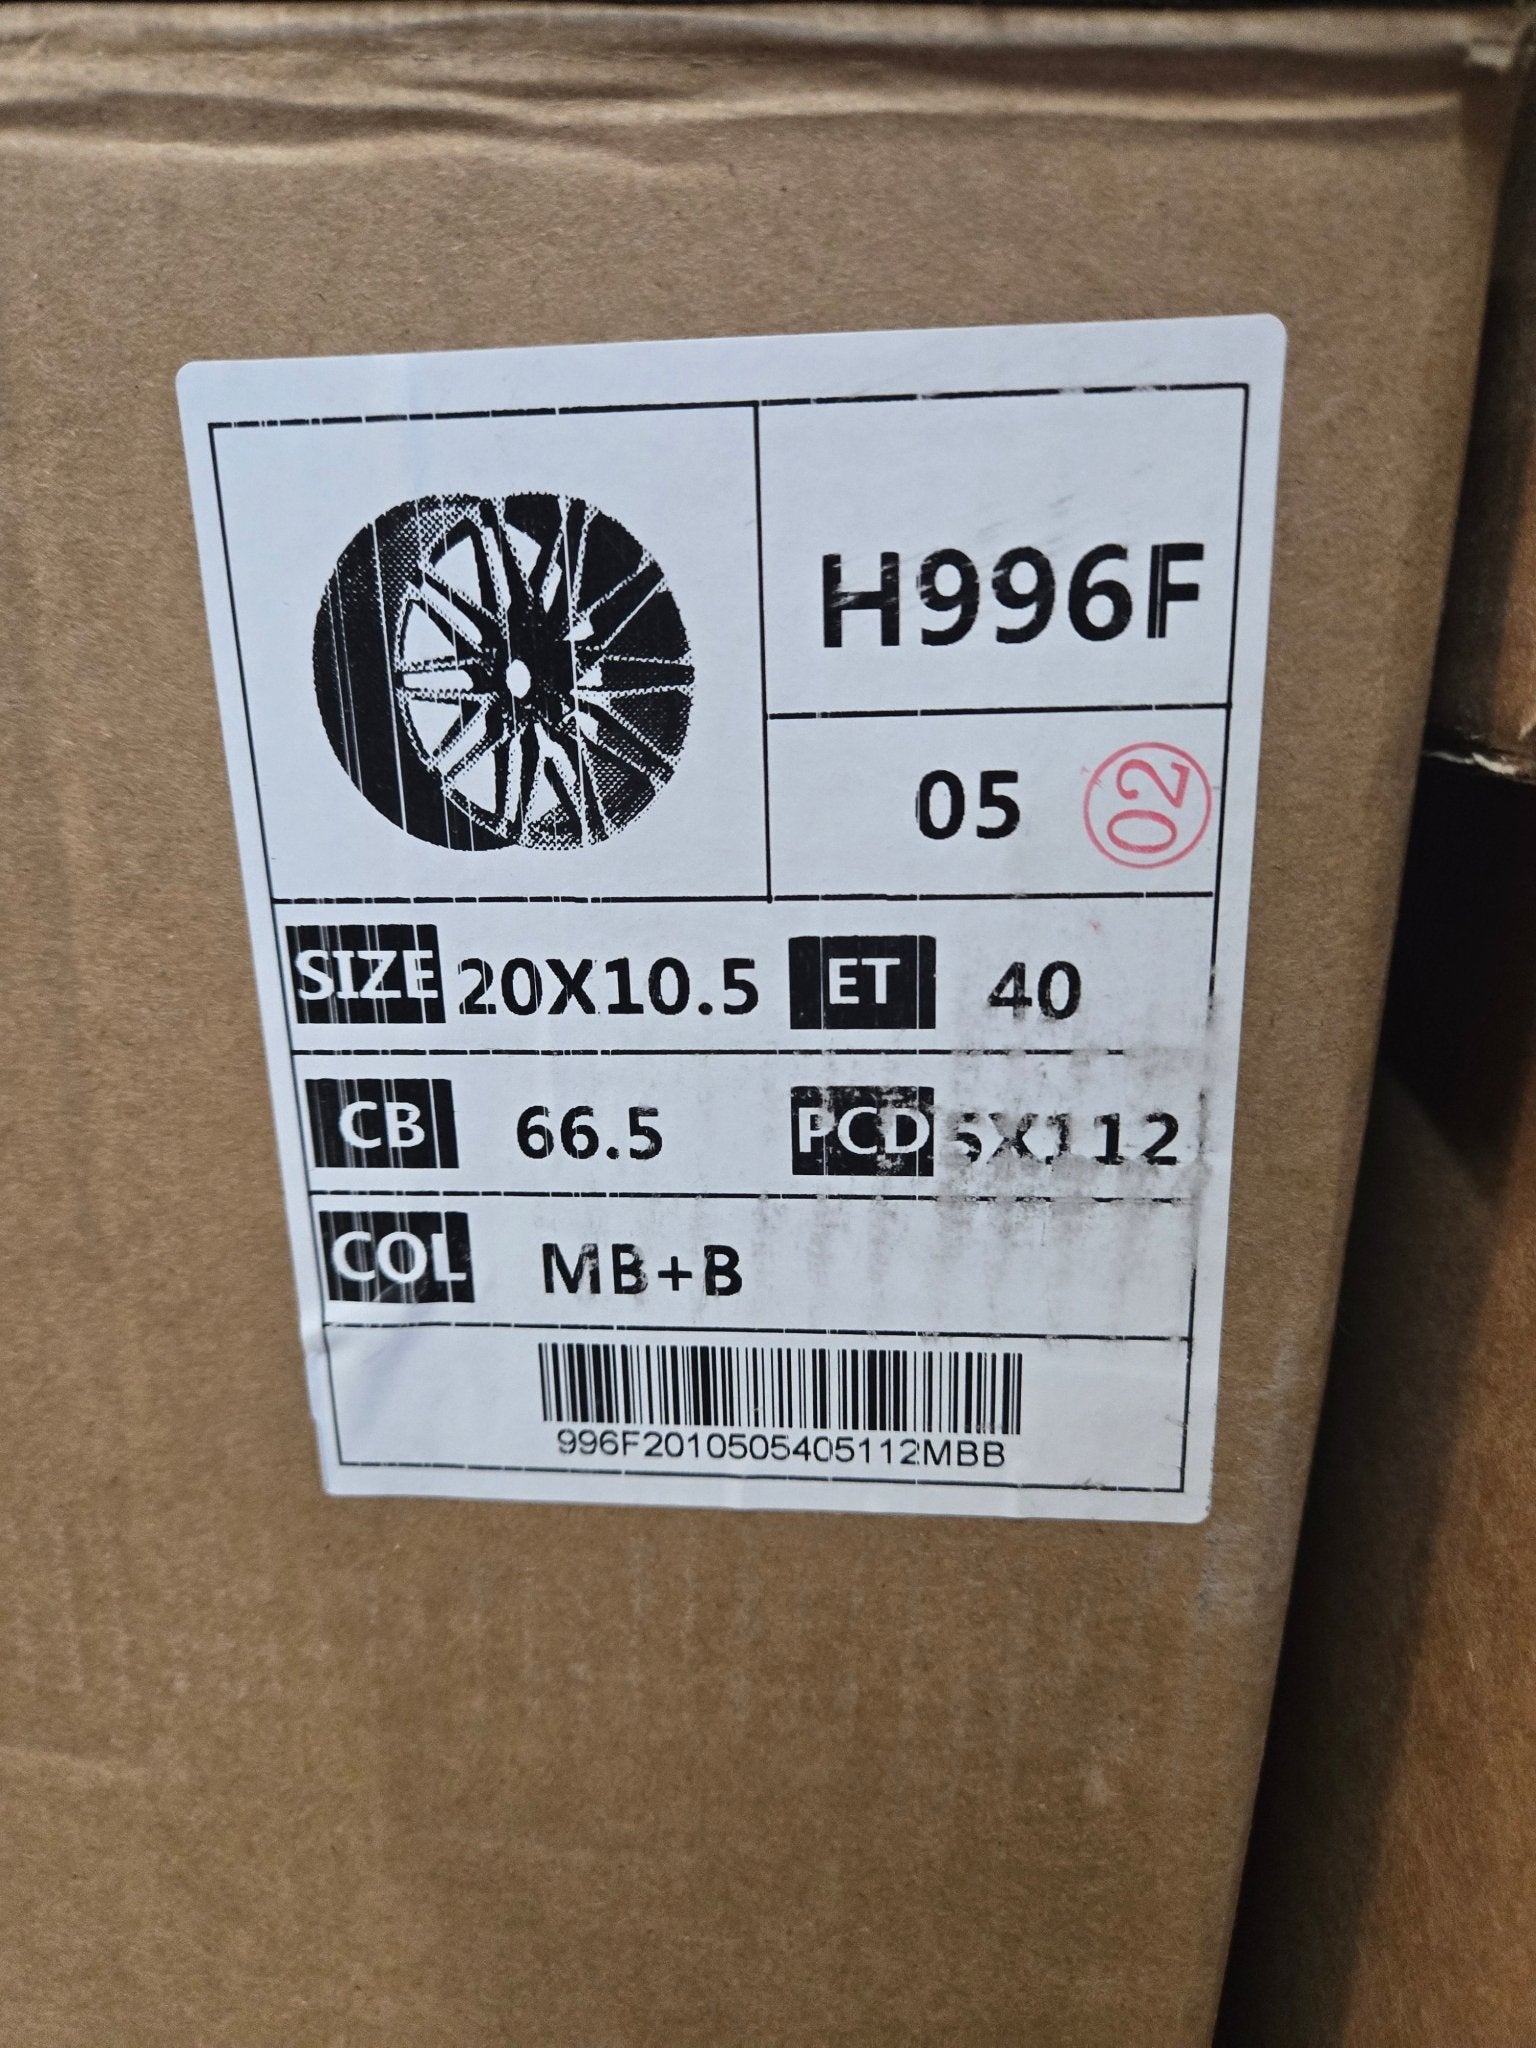 H996F
05
02
SIZE 20X10.5 ET 40
CB 66.5 PCD 5X112
COL MB+B
996F2010505405112MBB